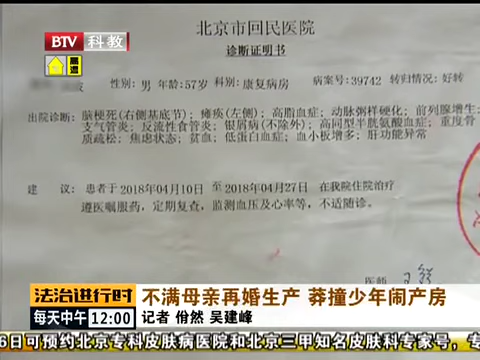 BTV 科教
重温
北京市回民医院
诊断证明书
性别: 男 年龄:57岁 科别: 康复病房 病案号:39742 转归情况: 好转
出院诊断: 脑梗死(右侧基底节); 瘫痪(左侧); 高脂血症; 动脉粥样硬化; 前列腺增生;
支气管炎; 反流性食管炎; 银屑病(不除外); 高同型半胱氨酸血症; 重度骨
质疏松; 焦虑状态; 贫血; 低蛋白血症; 血小板增多; 肝功能异常
建 议: 患者于2018年04月10日 至2018年04月27日 在我院住院治疗
遵医嘱服药, 定期复查, 监测血压及心率等, 不适随诊。
医师
法治进行时
每天中午 12:00
不满母亲再婚生产 莽撞少年闹产房
记者 佾然 吴建峰
6日可预约北京专科皮肤病医院和北京三甲知名皮肤科专家号,专